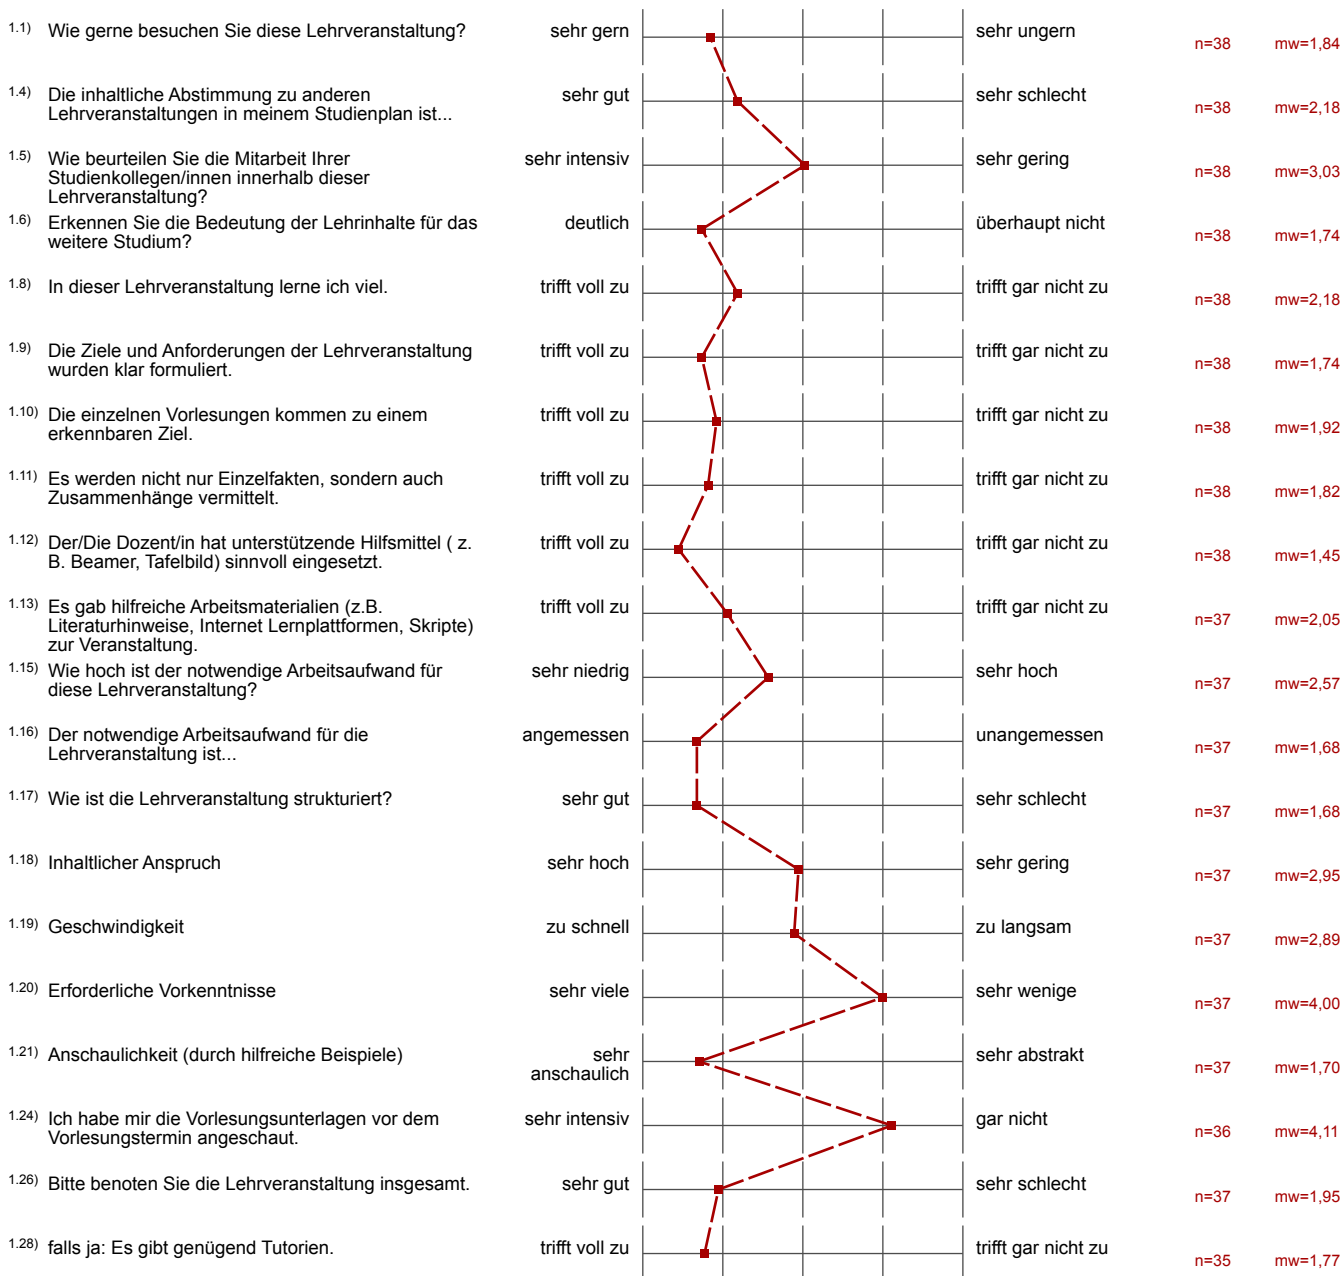 1.1) Wie gerne besuchen Sie diese Lehrveranstaltung? sehr gern sehr ungern n=38 mw=1,84
1.4) Die inhaltliche Abstimmung zu anderen sehr gut sehr schlecht n=38 mw=2,18
Lehrveranstaltungen in meinem Studienplan ist...
1.5) Wie beurteilen Sie die Mitarbeit Ihrer sehr intensiv sehr gering n=38 mw=3,03
Studienkollegen/innen innerhalb dieser
Lehrveranstaltung?
1.6) Erkennen Sie die Bedeutung der Lehrinhalte für das deutlich überhaupt nicht n=38 mw=1,74
weitere Studium?
1.8) In dieser Lehrveranstaltung lerne ich viel. trifft voll zu trifft gar nicht zu n=38 mw=2,18
1.9) Die Ziele und Anforderungen der Lehrveranstaltung trifft voll zu trifft gar nicht zu n=38 mw=1,74
wurden klar formuliert.
1.10) Die einzelnen Vorlesungen kommen zu einem trifft voll zu trifft gar nicht zu n=38 mw=1,92
erkennbaren Ziel.
1.11) Es werden nicht nur Einzelfakten, sondern auch trifft voll zu trifft gar nicht zu n=38 mw=1,82
Zusammenhänge vermittelt.
1.12) Der/Die Dozent/in hat unterstützende Hilfsmittel ( z. trifft voll zu trifft gar nicht zu n=38 mw=1,45
B. Beamer, Tafelbild) sinnvoll eingesetzt.
1.13) Es gab hilfreiche Arbeitsmaterialien (z.B. trifft voll zu trifft gar nicht zu n=37 mw=2,05
Literaturhinweise, Internet Lernplattformen, Skripte)
zur Veranstaltung.
1.15) Wie hoch ist der notwendige Arbeitsaufwand für sehr niedrig sehr hoch n=37 mw=2,57
diese Lehrveranstaltung?
1.16) Der notwendige Arbeitsaufwand für die angemessen unangemessen n=37 mw=1,68
Lehrveranstaltung ist...
1.17) Wie ist die Lehrveranstaltung strukturiert? sehr gut sehr schlecht n=37 mw=1,68
1.18) Inhaltlicher Anspruch sehr hoch sehr gering n=37 mw=2,95
1.19) Geschwindigkeit zu schnell zu langsam n=37 mw=2,89
1.20) Erforderliche Vorkenntnisse sehr viele sehr wenige n=37 mw=4,00
1.21) Anschaulichkeit (durch hilfreiche Beispiele) sehr sehr abstrakt n=37 mw=1,70
anschaulich
1.24) Ich habe mir die Vorlesungsunterlagen vor dem sehr intensiv gar nicht n=36 mw=4,11
Vorlesungstermin angeschaut.
1.26) Bitte benoten Sie die Lehrveranstaltung insgesamt. sehr gut sehr schlecht n=37 mw=1,95
1.28) falls ja: Es gibt genügend Tutorien. trifft voll zu trifft gar nicht zu n=35 mw=1,77